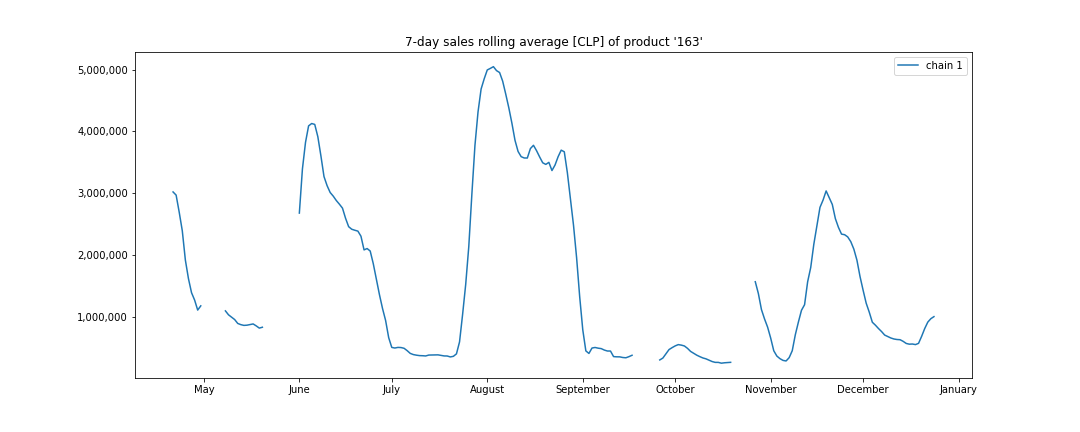 7-day sales rolling average [CLP] of product '163'
chain 1
5,000,000
4,000,000
3,000,000
2,000,000
1,000,000
May June July August September October November December January